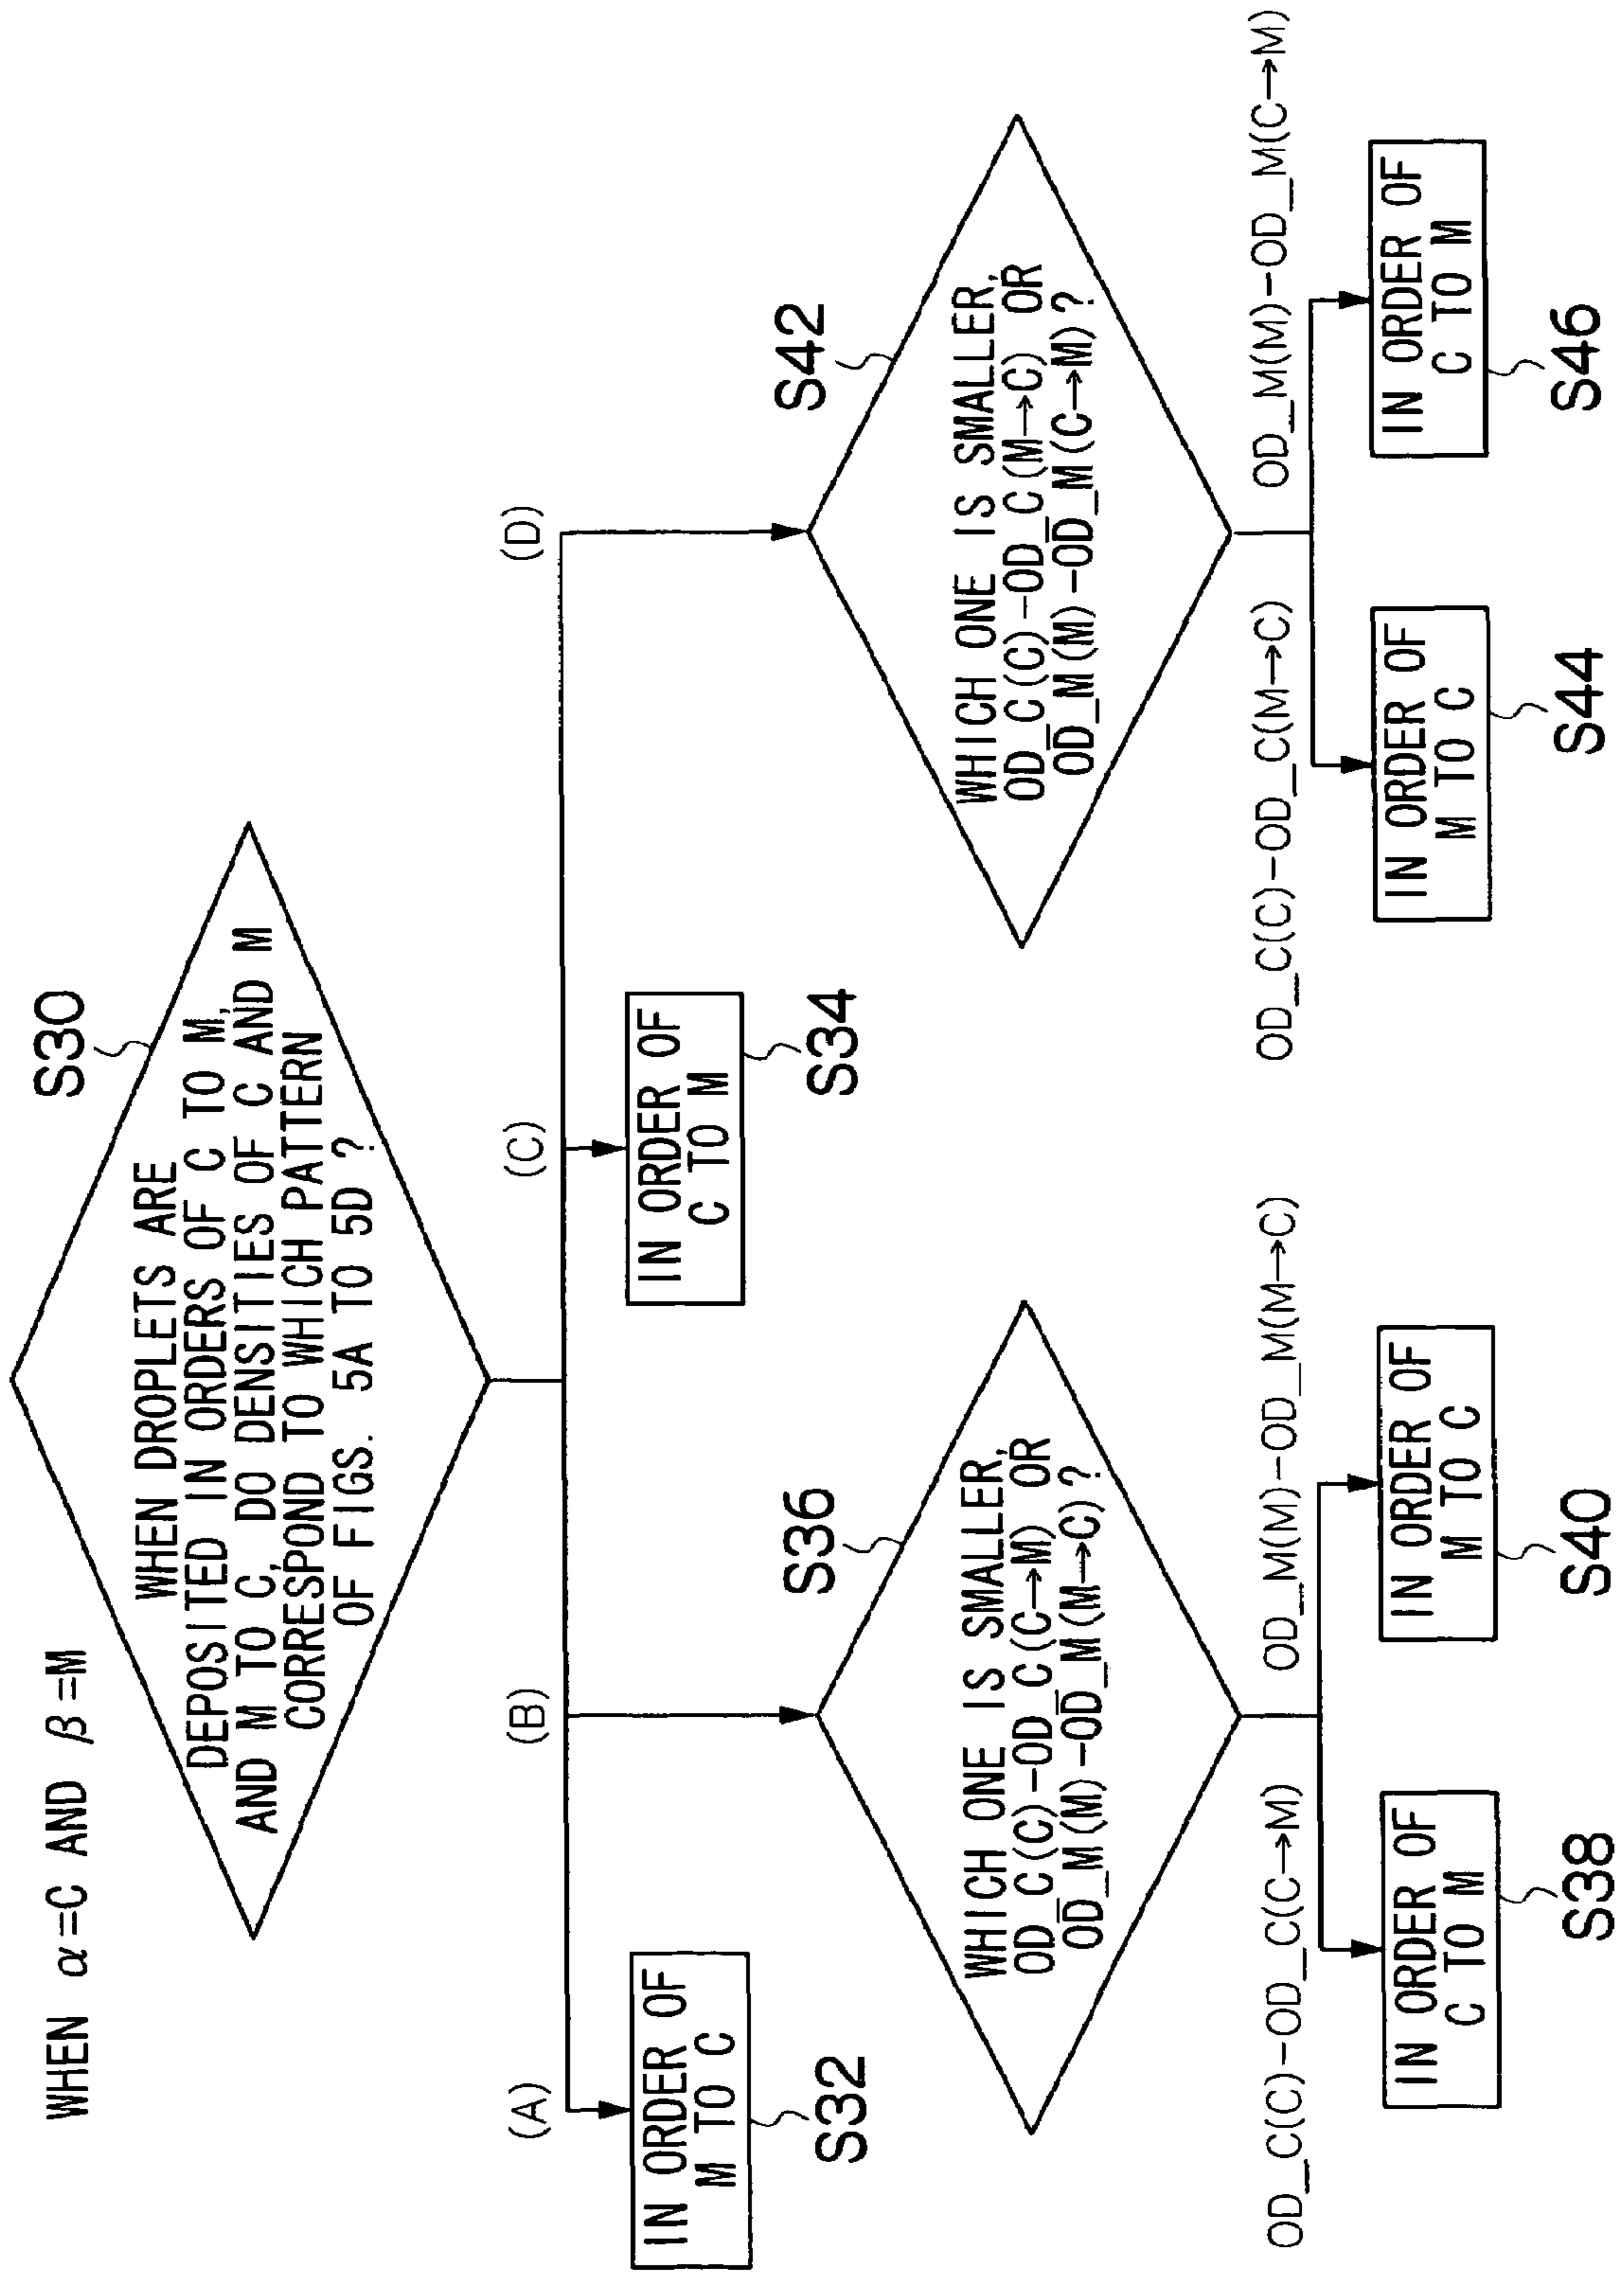 WHEN α=C AND β=M
S30
WHEN DROPLETS ARE
DEPOSITED IN ORDERS OF C TO M,
AND M TO C, DO DENSITIES OF C AND M
CORRESPOND TO WHICH PATTERN
OF FIGS. 5A TO 5D ?
(A)
(B)
(C)
(D)
IN ORDER OF
M TO C
S32
IN ORDER OF
C TO M
S34
S36
WHICH ONE IS SMALLER,
OD_C(C)-OD_C(C→M) OR
OD_M(M)-OD_M(M→C)?
S42
WHICH ONE IS SMALLER,
OD_C(C)-OD_C(M→C) OR
OD_M(M)-OD_M(C→M)?
OD_C(C)-OD_C(C→M)
OD_M(M)-OD_M(M→C)
OD_C(C)-OD_C(M→C)
OD_M(M)-OD_M(C→M)
IN ORDER OF
C TO M
S38
IN ORDER OF
M TO C
S40
IN ORDER OF
M TO C
S44
IN ORDER OF
C TO M
S46